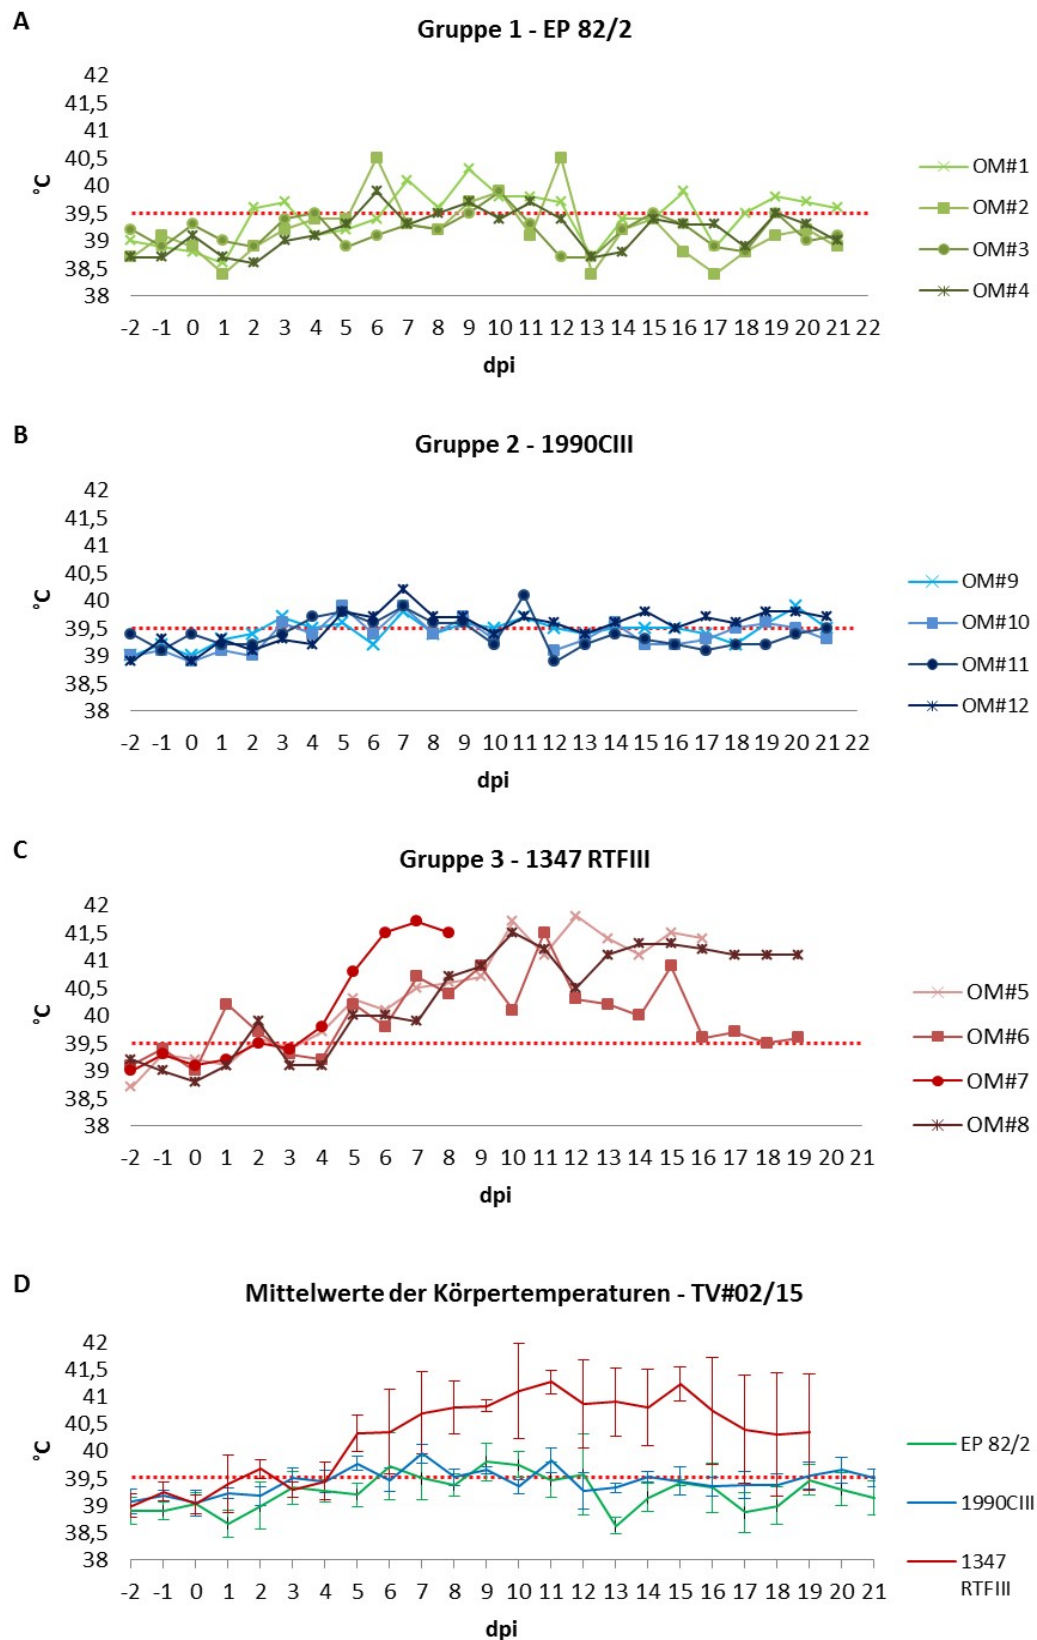 A
Gruppe 1 - EP 82/2
42
41,5
41
40,5
40
39,5
39
38,5
38
°C
-2 -1 0 1 2 3 4 5 6 7 8 9 10 11 12 13 14 15 16 17 18 19 20 21 22
dpi
OM#1
OM#2
OM#3
OM#4
B
Gruppe 2 - 1990CIII
42
41,5
41
40,5
40
39,5
39
38,5
38
°C
-2 -1 0 1 2 3 4 5 6 7 8 9 10 11 12 13 14 15 16 17 18 19 20 21 22
dpi
OM#9
OM#10
OM#11
OM#12
C
Gruppe 3 - 1347 RTFIII
42
41,5
41
40,5
40
39,5
39
38,5
38
°C
-2 -1 0 1 2 3 4 5 6 7 8 9 10 11 12 13 14 15 16 17 18 19 20 21
dpi
OM#5
OM#6
OM#7
OM#8
D
Mittelwerte der Körpertemperaturen - TV#02/15
42
41,5
41
40,5
40
39,5
39
38,5
38
°C
-2 -1 0 1 2 3 4 5 6 7 8 9 10 11 12 13 14 15 16 17 18 19 20 21
dpi
EP 82/2
1990CIII
1347
RTFIII